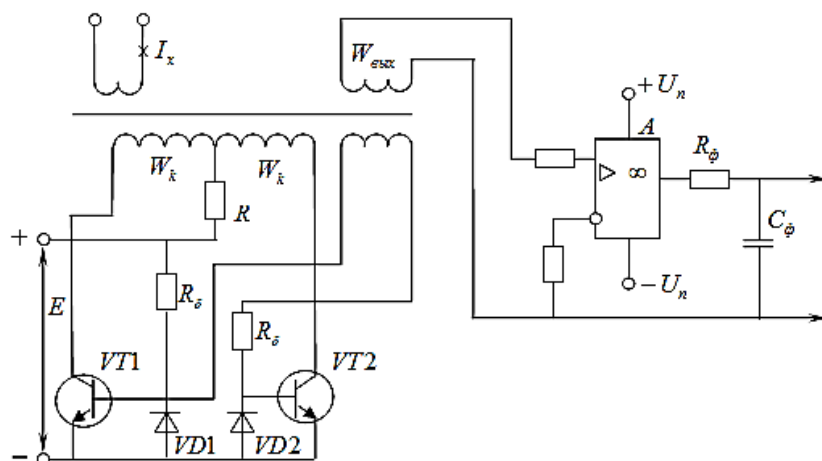 I_x
W_вых
+U_n
A
▷ ∞
R_ф
W_k W_k
R
C_ф
+
R_б
−U_n
E
R_б
VT1 VT2
VD1 VD2
−